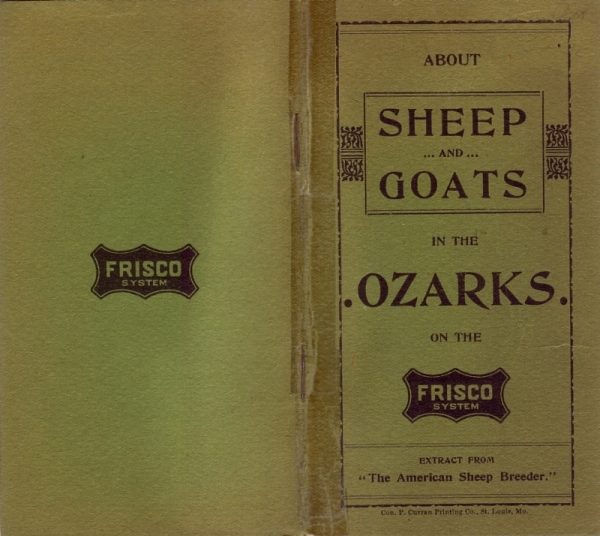 FRISCO
SYSTEM
ABOUT
SHEEP
... AND ...
GOATS
IN THE
.OZARKS.
ON THE
FRISCO
SYSTEM
EXTRACT FROM
"The American Sheep Breeder."
Con. P. Curran Printing Co., St. Louis, Mo.